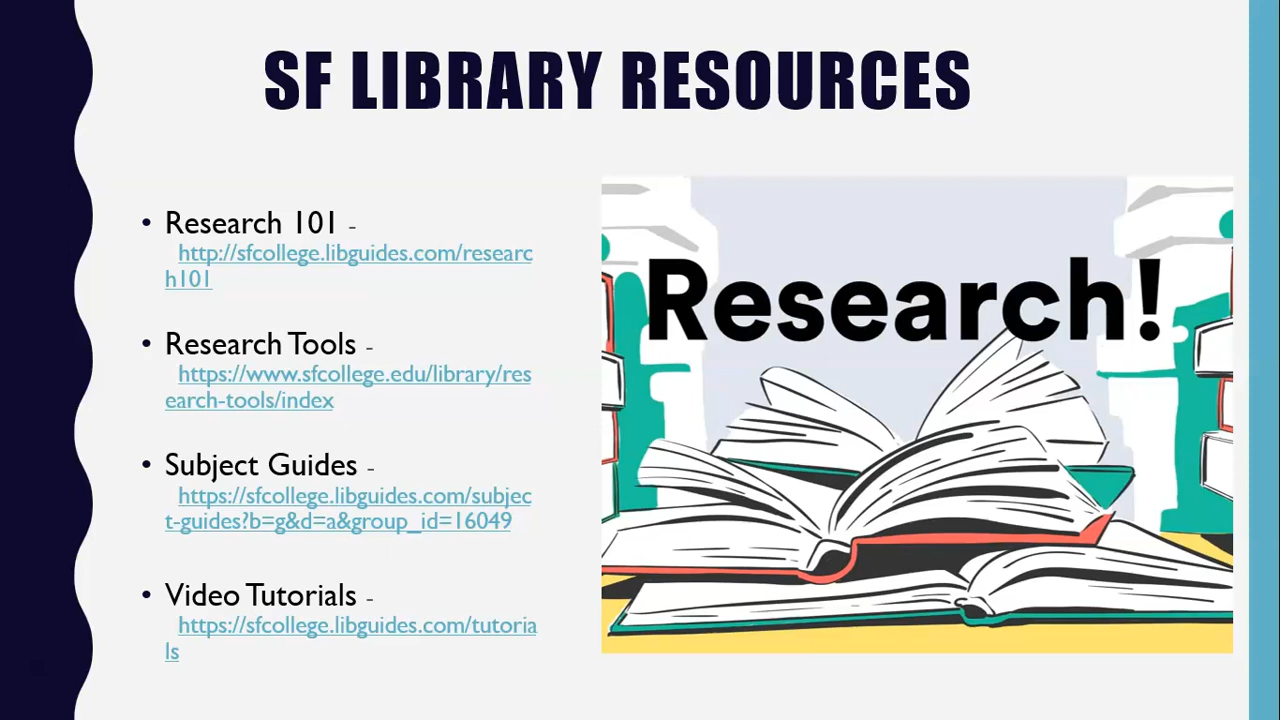 SF LIBRARY RESOURCES
• Research 101 -
http://sfcollege.libguides.com/researc
h101
• Research Tools -
https://www.sfcollege.edu/library/res
earch-tools/index
• Subject Guides -
https://sfcollege.libguides.com/subjec
t-guides?b=g&d=a&group_id=16049
• Video Tutorials -
https://sfcollege.libguides.com/tutoria
ls
Research!